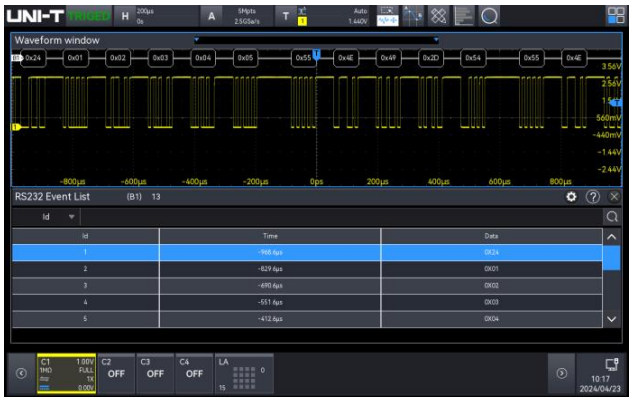 UNI-T TRIGED H 200µs 0s A 5Mpts 2.5GSa/s T 1 Auto 1.440V
Waveform window
B1 0x24 0x01 0x02 0x03 0x04 0x05 0x55 T 0x4E 0x49 0x2D 0x54 0x55 0x4E
3.56V
2.56V
T
560mV
1
-440mV
-1.44V
-2.44V
-800µs -600µs -400µs -200µs 0ps 200µs 400µs 600µs 800µs
RS232 Event List (B1) 13
Id
Id Time Data
1 -968.6µs 0X24
2 -829.6µs 0X01
3 -690.6µs 0X02
4 -551.6µs 0X03
5 -412.6µs 0X04
C1 1.00V C2 C3 C4 LA
1MΩ FULL OFF OFF OFF 0
1X
0.00V 15
10:17
2024/04/23